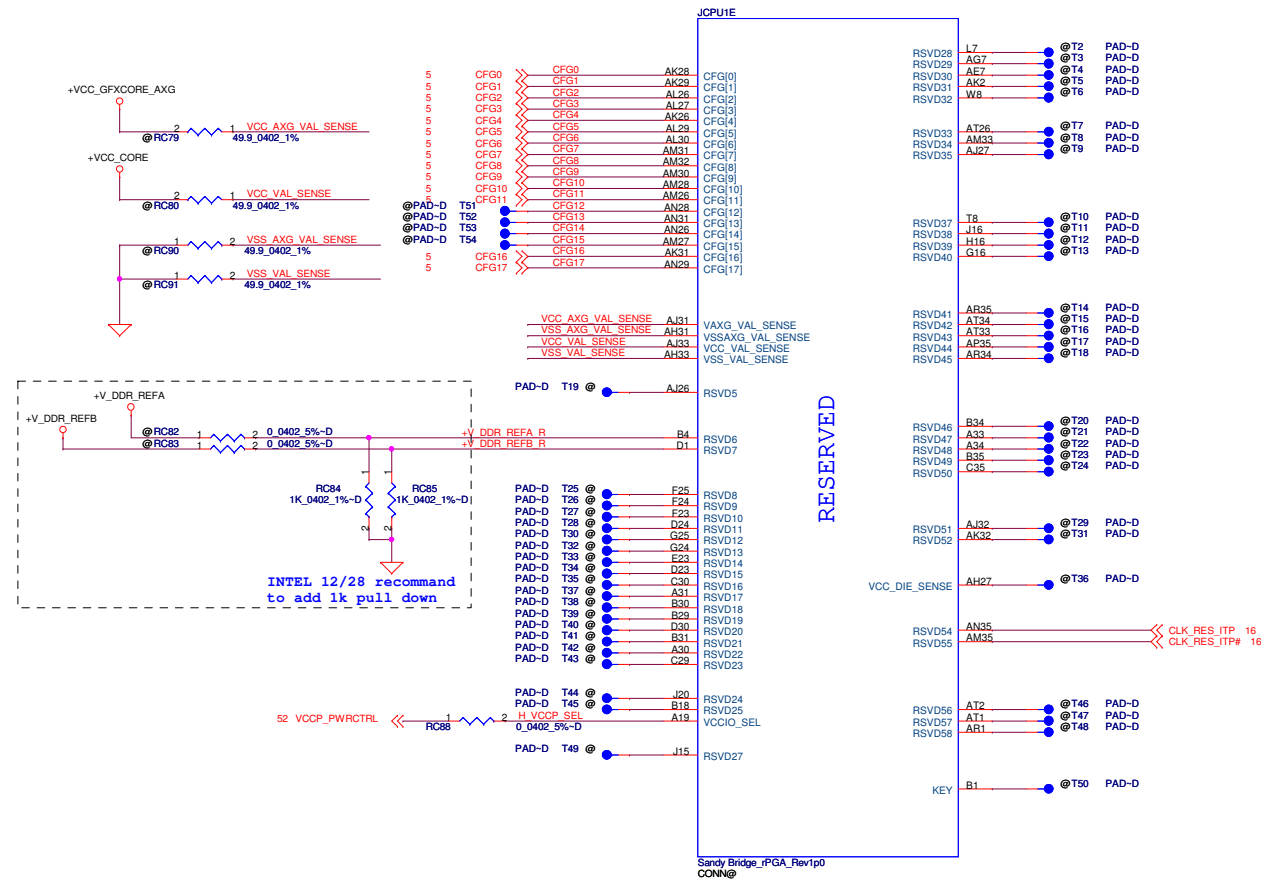 JCPU1E
+VCC_GFXCORE_AXG
2 1 VCC_AXG_VAL_SENSE
@RC79 49.9_0402_1%
+VCC_CORE
2 1 VCC_VAL_SENSE
@RC80 49.9_0402_1%
1 2 VSS_AXG_VAL_SENSE
@RC90 49.9_0402_1%
1 2 VSS_VAL_SENSE
@RC91 49.9_0402_1%
5 CFG0 CFG0 AK28 CFG[0]
5 CFG1 CFG1 AK29 CFG[1]
5 CFG2 CFG2 AL26 CFG[2]
5 CFG3 CFG3 AL27 CFG[3]
5 CFG4 CFG4 AK26 CFG[4]
5 CFG5 CFG5 AL29 CFG[5]
5 CFG6 CFG6 AL30 CFG[6]
5 CFG7 CFG7 AM31 CFG[7]
5 CFG8 CFG8 AM32 CFG[8]
5 CFG9 CFG9 AM30 CFG[9]
5 CFG10 CFG10 AM28 CFG[10]
5 CFG11 CFG11 AM26 CFG[11]
@PAD~D T51 CFG12 AN28 CFG[12]
@PAD~D T52 CFG13 AN31 CFG[13]
@PAD~D T53 CFG14 AN26 CFG[14]
@PAD~D T54 CFG15 AM27 CFG[15]
5 CFG16 CFG16 AK31 CFG[16]
5 CFG17 CFG17 AN29 CFG[17]
VCC_AXG_VAL_SENSE AJ31 VAXG_VAL_SENSE
VSS_AXG_VAL_SENSE AH31 VSSAXG_VAL_SENSE
VCC_VAL_SENSE AJ33 VCC_VAL_SENSE
VSS_VAL_SENSE AH33 VSS_VAL_SENSE
PAD~D T19 @ AJ26 RSVD5
+V_DDR_REFA
+V_DDR_REFB
@RC82 1 2 0_0402_5%~D +V_DDR_REFA_R B4 RSVD6
@RC83 1 2 0_0402_5%~D +V_DDR_REFB_R D1 RSVD7
1 1
RC84 RC85
1K_0402_1%~D 1K_0402_1%~D
2 2
INTEL 12/28 recommand
to add 1k pull down
PAD~D T25 @ F25 RSVD8
PAD~D T26 @ F24 RSVD9
PAD~D T27 @ F23 RSVD10
PAD~D T28 @ D24 RSVD11
PAD~D T30 @ G25 RSVD12
PAD~D T32 @ G24 RSVD13
PAD~D T33 @ E23 RSVD14
PAD~D T34 @ D23 RSVD15
PAD~D T35 @ C30 RSVD16
PAD~D T37 @ A31 RSVD17
PAD~D T38 @ B30 RSVD18
PAD~D T39 @ B29 RSVD19
PAD~D T40 @ D30 RSVD20
PAD~D T41 @ B31 RSVD21
PAD~D T42 @ A30 RSVD22
PAD~D T43 @ C29 RSVD23
PAD~D T44 @ J20 RSVD24
PAD~D T45 @ B18 RSVD25
52 VCCP_PWRCTRL 1 2 H_VCCP_SEL A19 VCCIO_SEL
RC88 0_0402_5%~D
PAD~D T49 @ J15 RSVD27
RESERVED
RSVD28 L7 @T2 PAD~D
RSVD29 AG7 @T3 PAD~D
RSVD30 AE7 @T4 PAD~D
RSVD31 AK2 @T5 PAD~D
RSVD32 W8 @T6 PAD~D
RSVD33 AT26 @T7 PAD~D
RSVD34 AM33 @T8 PAD~D
RSVD35 AJ27 @T9 PAD~D
RSVD37 T8 @T10 PAD~D
RSVD38 J16 @T11 PAD~D
RSVD39 H16 @T12 PAD~D
RSVD40 G16 @T13 PAD~D
RSVD41 AR35 @T14 PAD~D
RSVD42 AT34 @T15 PAD~D
RSVD43 AT33 @T16 PAD~D
RSVD44 AP35 @T17 PAD~D
RSVD45 AR34 @T18 PAD~D
RSVD46 B34 @T20 PAD~D
RSVD47 A33 @T21 PAD~D
RSVD48 A34 @T22 PAD~D
RSVD49 B35 @T23 PAD~D
RSVD50 C35 @T24 PAD~D
RSVD51 AJ32 @T29 PAD~D
RSVD52 AK32 @T31 PAD~D
VCC_DIE_SENSE AH27 @T36 PAD~D
RSVD54 AN35 CLK_RES_ITP 16
RSVD55 AM35 CLK_RES_ITP# 16
RSVD56 AT2 @T46 PAD~D
RSVD57 AT1 @T47 PAD~D
RSVD58 AR1 @T48 PAD~D
KEY B1 @T50 PAD~D
Sandy Bridge_rPGA_Rev1p0
CONN@